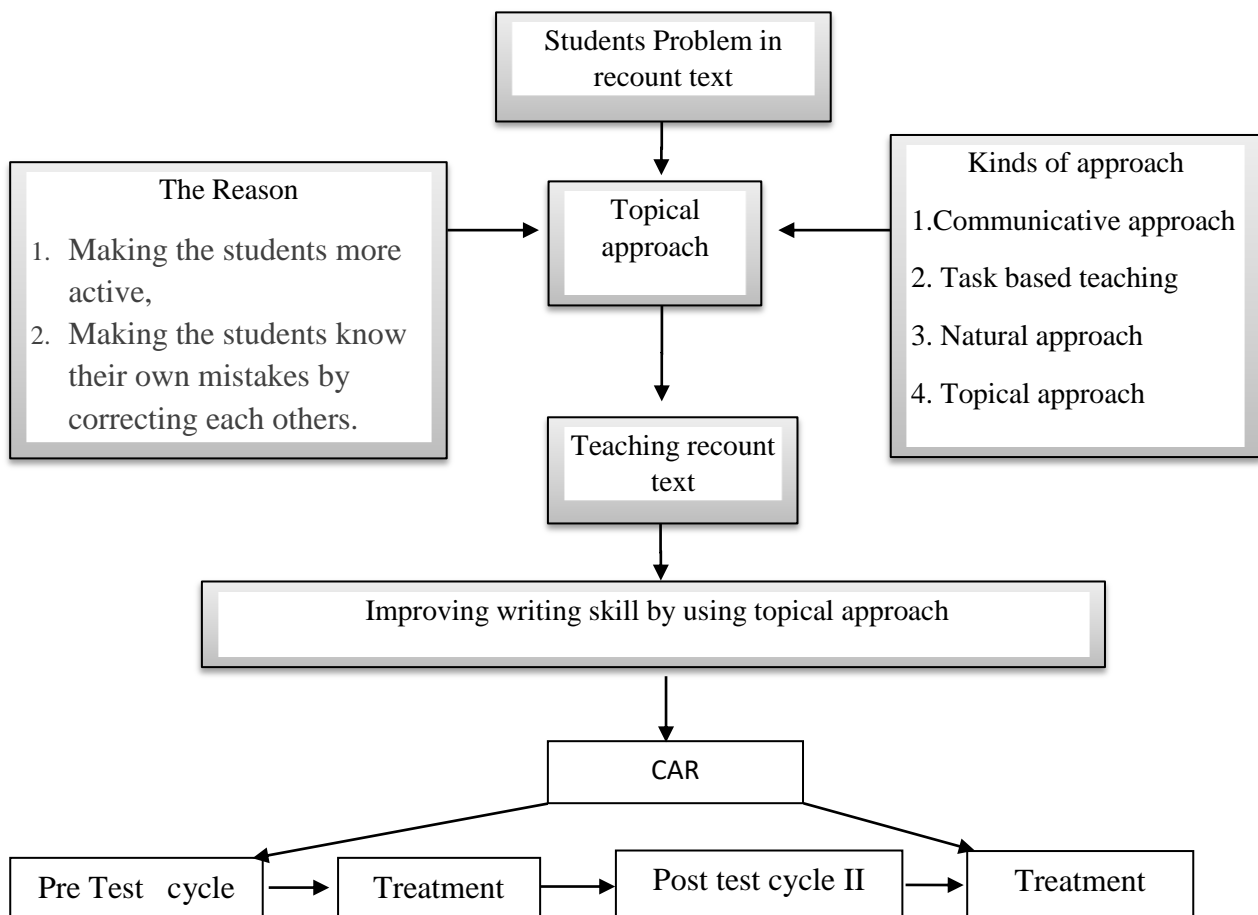 Students Problem in
recount text
The Reason
1. Making the students more
active,
2. Making the students know
their own mistakes by
correcting each others.
Topical
approach
Kinds of approach
1.Communicative approach
2. Task based teaching
3. Natural approach
4. Topical approach
Teaching recount
text
Improving writing skill by using topical approach
CAR
Pre Test cycle
Treatment
Post test cycle II
Treatment